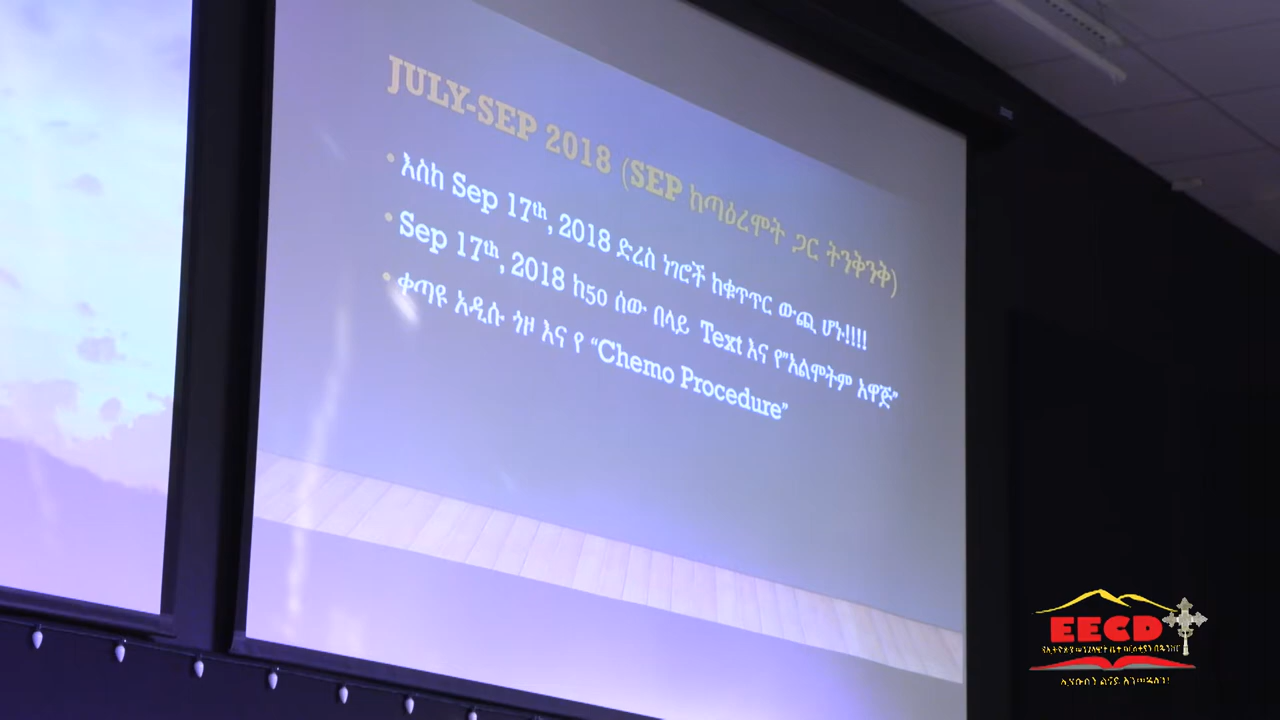 JULY-SEP 2018 (SEP ከጣዕረሞት ጋር ትንቅንቅ)
• እስከ Sep 17th, 2018 ድረስ ነገሮች ከቁጥጥር ውጪ ሆኑ!!!!
• Sep 17th, 2018 ከ50 ሰው በላይ Text እና የ"አልሞትም አዋጅ"
• ቀጣዩ አዲሱ ጎዞ እና የ “Chemo Procedure”
EECD